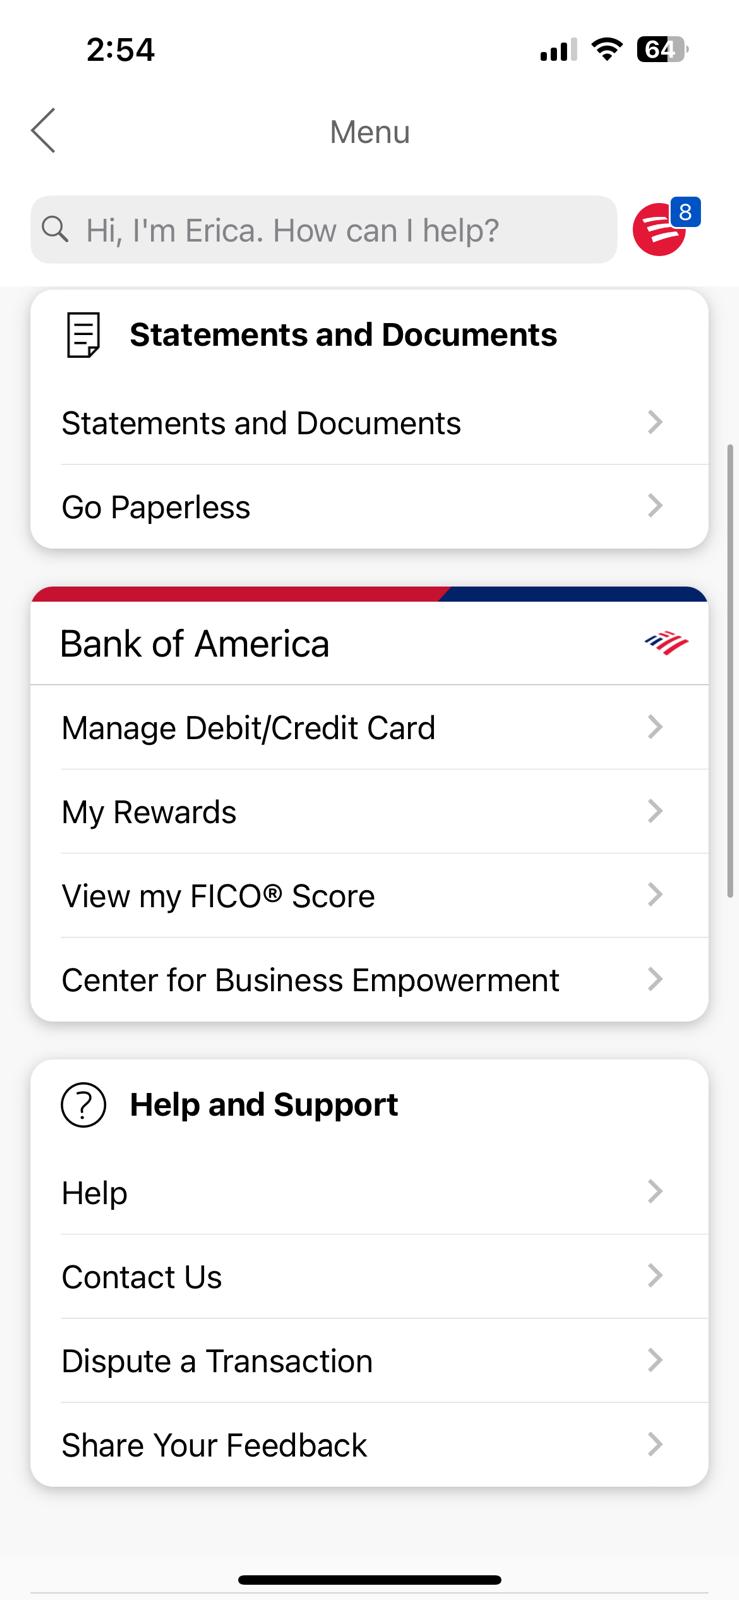 2:54
64
Menu
Hi, I'm Erica. How can I help?
8
Statements and Documents
Statements and Documents
Go Paperless
Bank of America
Manage Debit/Credit Card
My Rewards
View my FICO® Score
Center for Business Empowerment
Help and Support
Help
Contact Us
Dispute a Transaction
Share Your Feedback